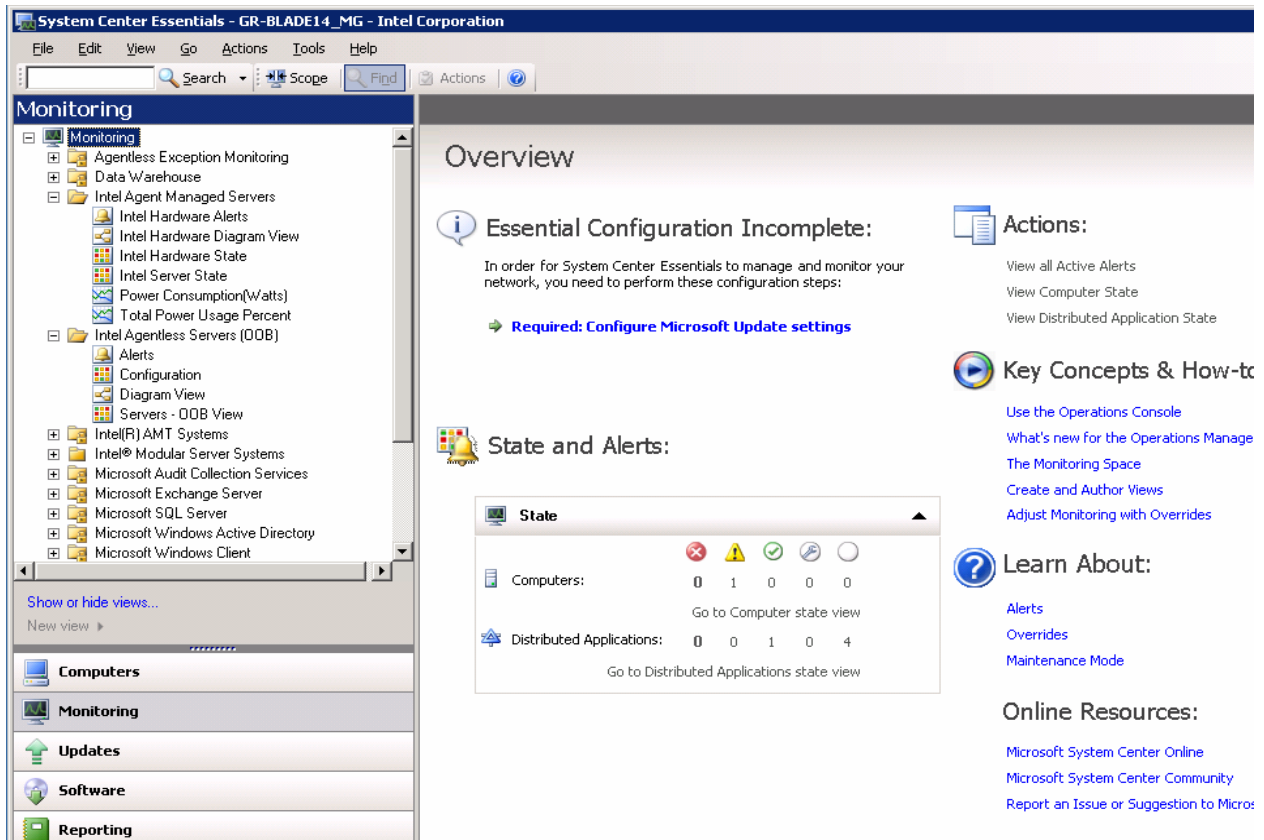 System Center Essentials - GR-BLADE14_MG - Intel Corporation
File Edit View Go Actions Tools Help
Search Scope Find Actions
Monitoring
Monitoring
Agentless Exception Monitoring
Data Warehouse
Intel Agent Managed Servers
Intel Hardware Alerts
Intel Hardware Diagram View
Intel Hardware State
Intel Server State
Power Consumption(Watts)
Total Power Usage Percent
Intel Agentless Servers (OOB)
Alerts
Configuration
Diagram View
Servers - OOB View
Intel(R) AMT Systems
Intel® Modular Server Systems
Microsoft Audit Collection Services
Microsoft Exchange Server
Microsoft SQL Server
Microsoft Windows Active Directory
Microsoft Windows Client
Show or hide views...
New view
Computers
Monitoring
Updates
Software
Reporting
Overview
Essential Configuration Incomplete:
In order for System Center Essentials to manage and monitor your
network, you need to perform these configuration steps:
Required: Configure Microsoft Update settings
State and Alerts:
State
Computers: 0 1 0 0 0
Go to Computer state view
Distributed Applications: 0 0 1 0 4
Go to Distributed Applications state view
Actions:
View all Active Alerts
View Computer State
View Distributed Application State
Key Concepts & How-to
Use the Operations Console
What's new for the Operations Manage
The Monitoring Space
Create and Author Views
Adjust Monitoring with Overrides
Learn About:
Alerts
Overrides
Maintenance Mode
Online Resources:
Microsoft System Center Online
Microsoft System Center Community
Report an Issue or Suggestion to Micros